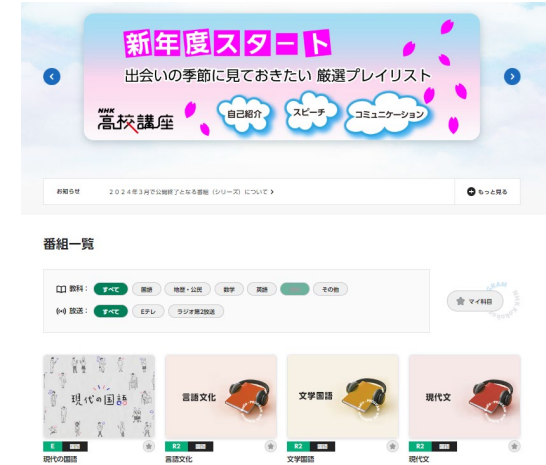 新年度スタート
出会いの季節に見ておきたい 厳選プレイリスト
NHK
高校講座
自己紹介
スピーチ
コミュニケーション
お知らせ
2024年3月で公開終了となる番組（シリーズ）について
もっと見る
番組一覧
教科： すべて 国語 地歴・公民 数学 英語 その他
放送： すべて Eテレ ラジオ第2放送
マイ科目
現代の国語
言語文化
文学国語
現代文
E 国語
R2 国語
R2 国語
R2 国語
現代の国語
言語文化
文学国語
現代文